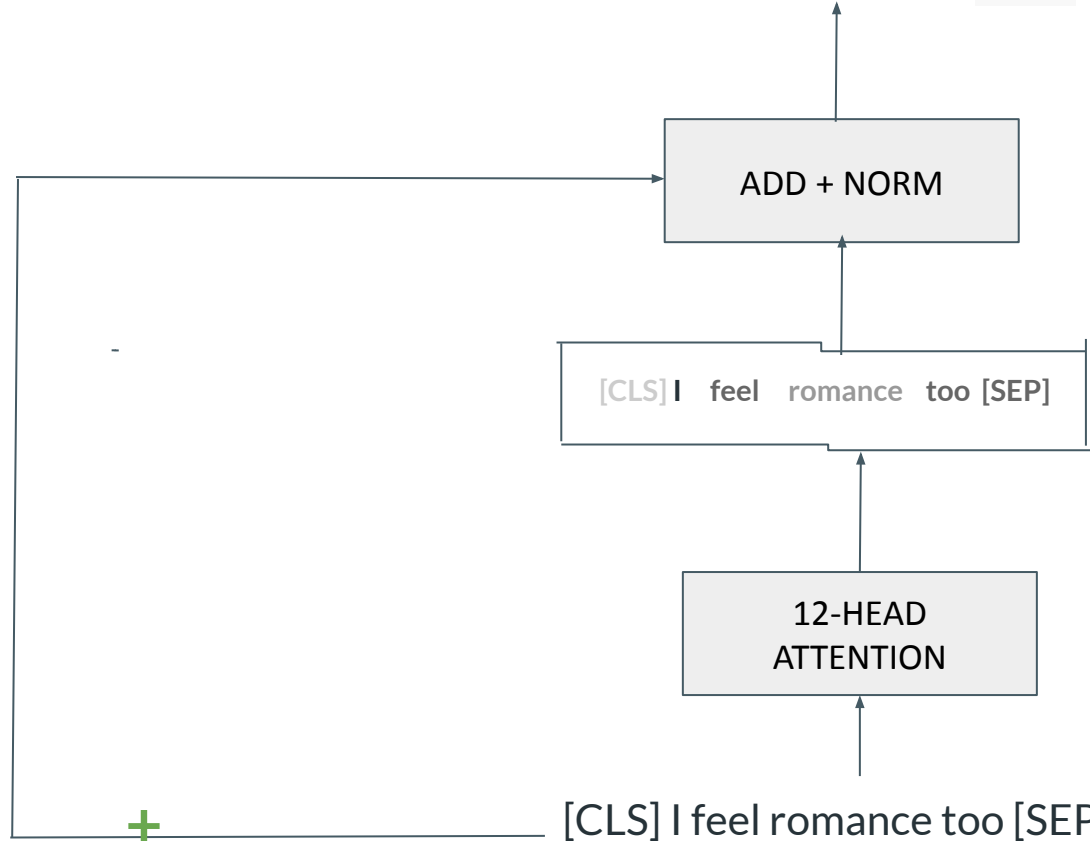 ADD + NORM
-
[CLS] I feel romance too [SEP]
12-HEAD
ATTENTION
+
[CLS] I feel romance too [SEP